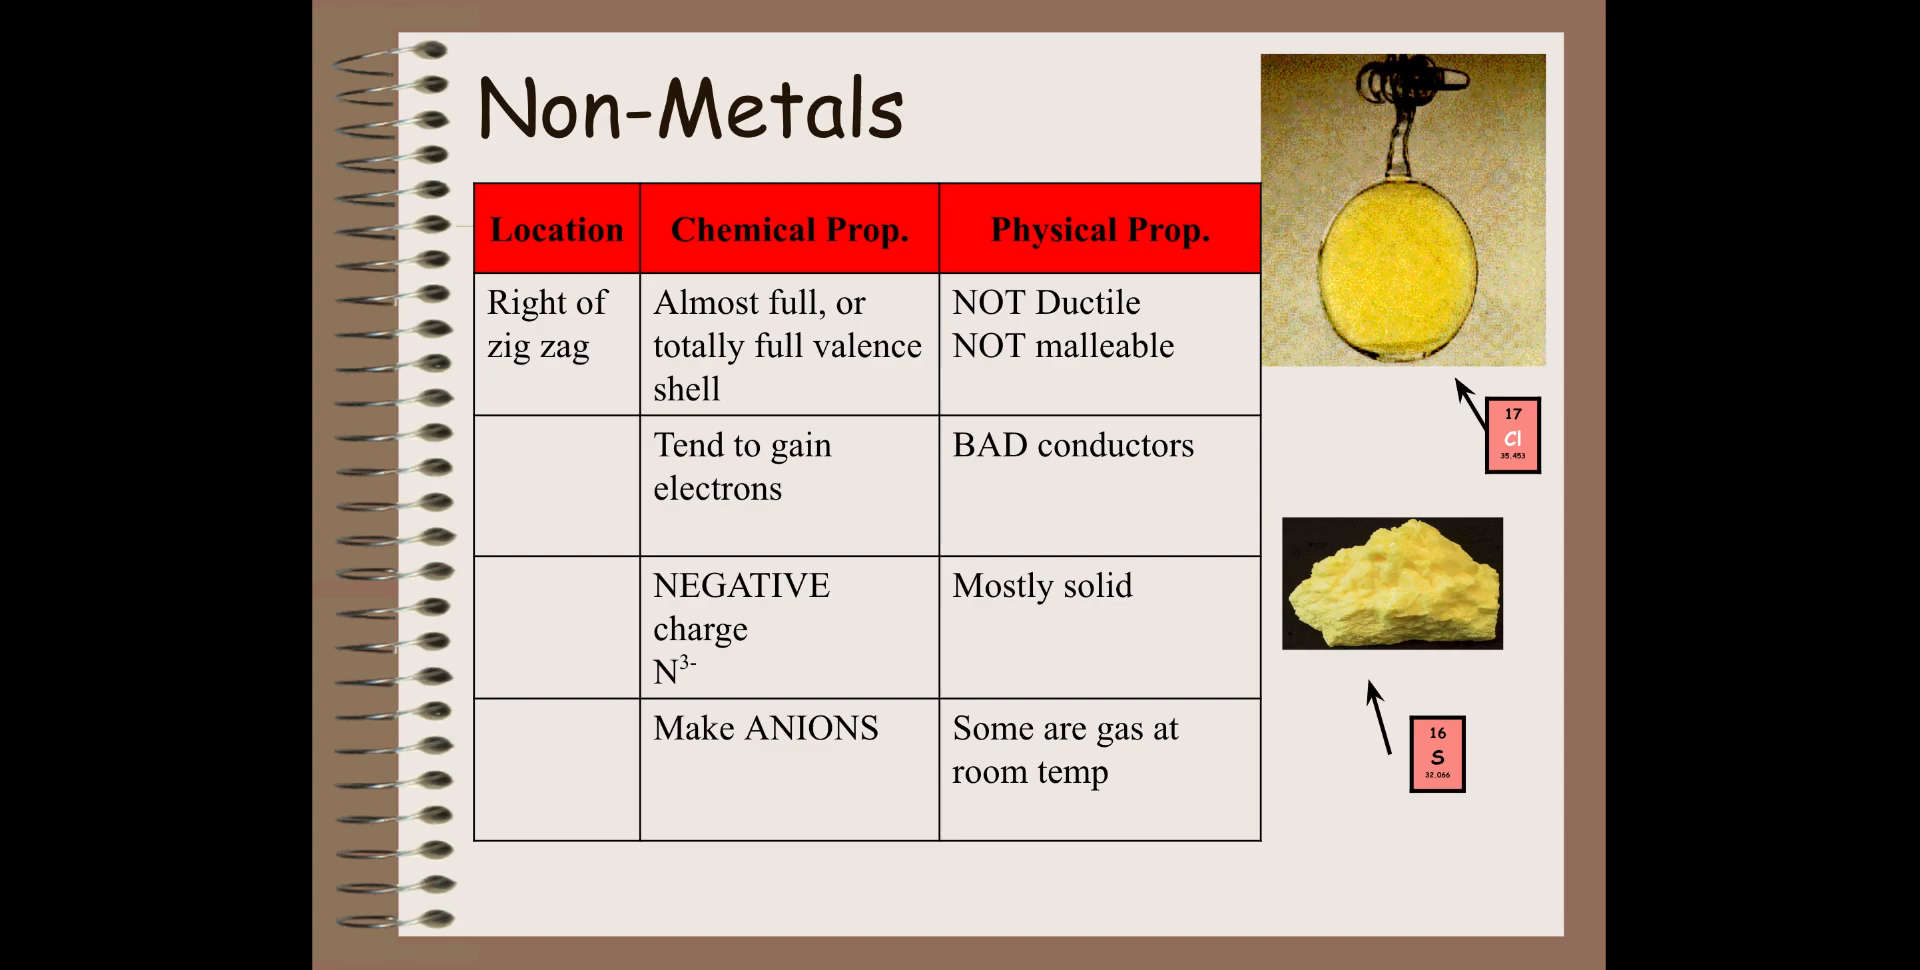 Non-Metals
Location
Chemical Prop.
Physical Prop.
Right of
zig zag
Almost full, or
totally full valence
shell
NOT Ductile
NOT malleable
Tend to gain
electrons
BAD conductors
NEGATIVE
charge
N³⁻
Mostly solid
Make ANIONS
Some are gas at
room temp
17
Cl
35.453
16
S
32.066